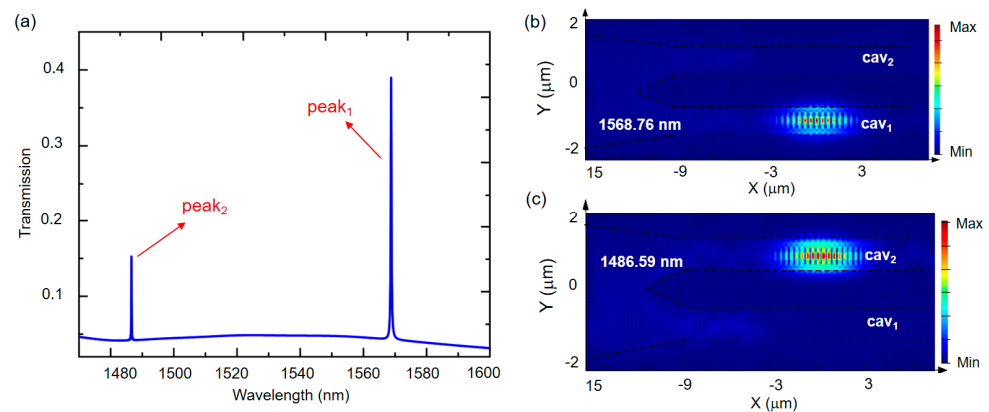 (a)
0.4
0.3
0.2
0.1
Transmission
peak₁
peak₂
1480 1500 1520 1540 1560 1580 1600
Wavelength (nm)
(b)
2
0
-2
Y (μm)
cav₂
cav₁
1568.76 nm
15 -9 -3 3
X (μm)
Max
Min
(c)
2
0
-2
Y (μm)
1486.59 nm
cav₂
cav₁
15 -9 -3 3
X (μm)
Max
Min